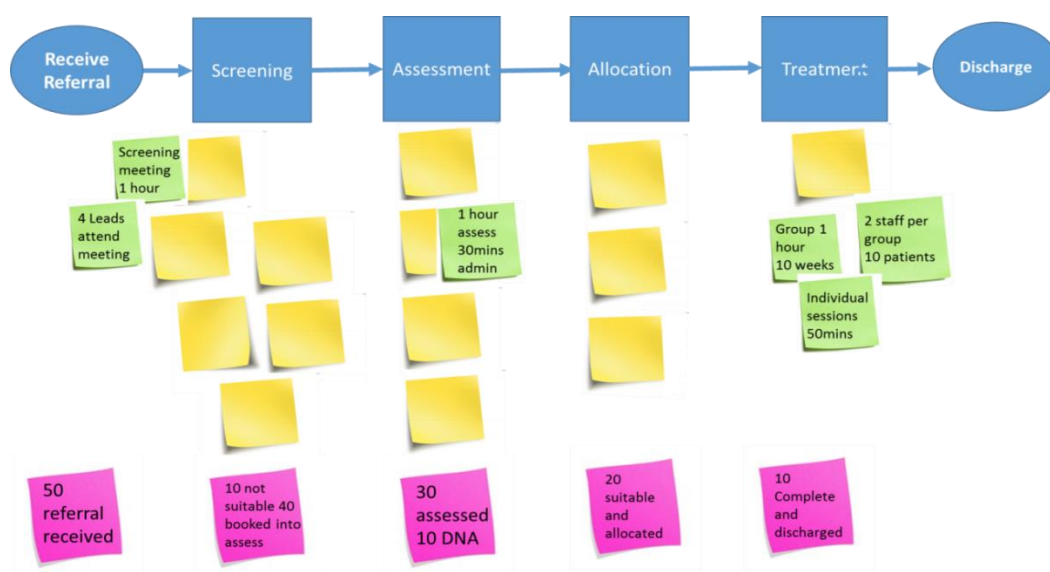 Receive
Referral
Screening
Assessment
Allocation
Treatment
Discharge
Screening
meeting
1 hour
4 Leads
attend
meeting
1 hour
assess
30mins
admin
Group 1
hour
10 weeks
2 staff per
group
10 patients
Individual
sessions
50mins
50
referral
received
10 not
suitable 40
booked into
assess
30
assessed
10 DNA
20
suitable
and
allocated
10
Complete
and
discharged